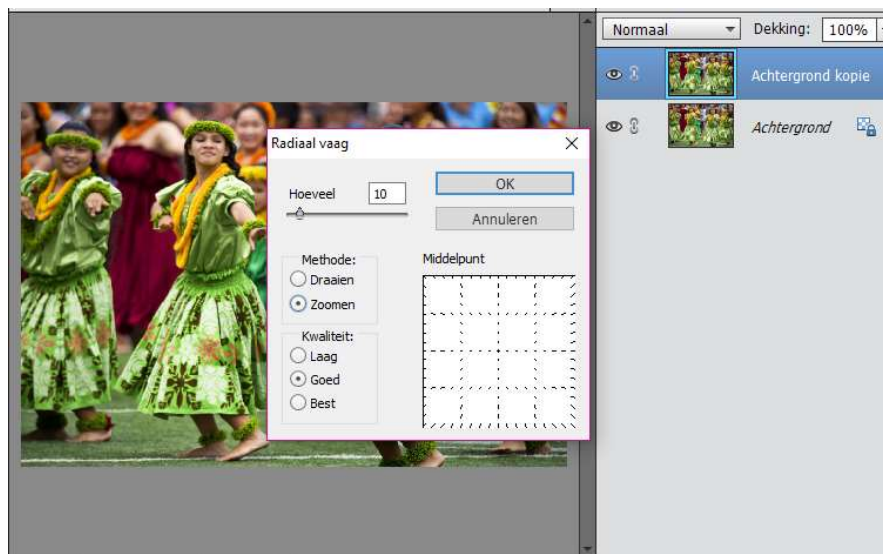 Normaal Dekking: 100%
Achtergrond kopie
Achtergrond
Radiaal vaag
Hoeveel 10
OK
Annuleren
Methode:
Draaien
Zoomen
Kwaliteit:
Laag
Goed
Best
Middelpunt